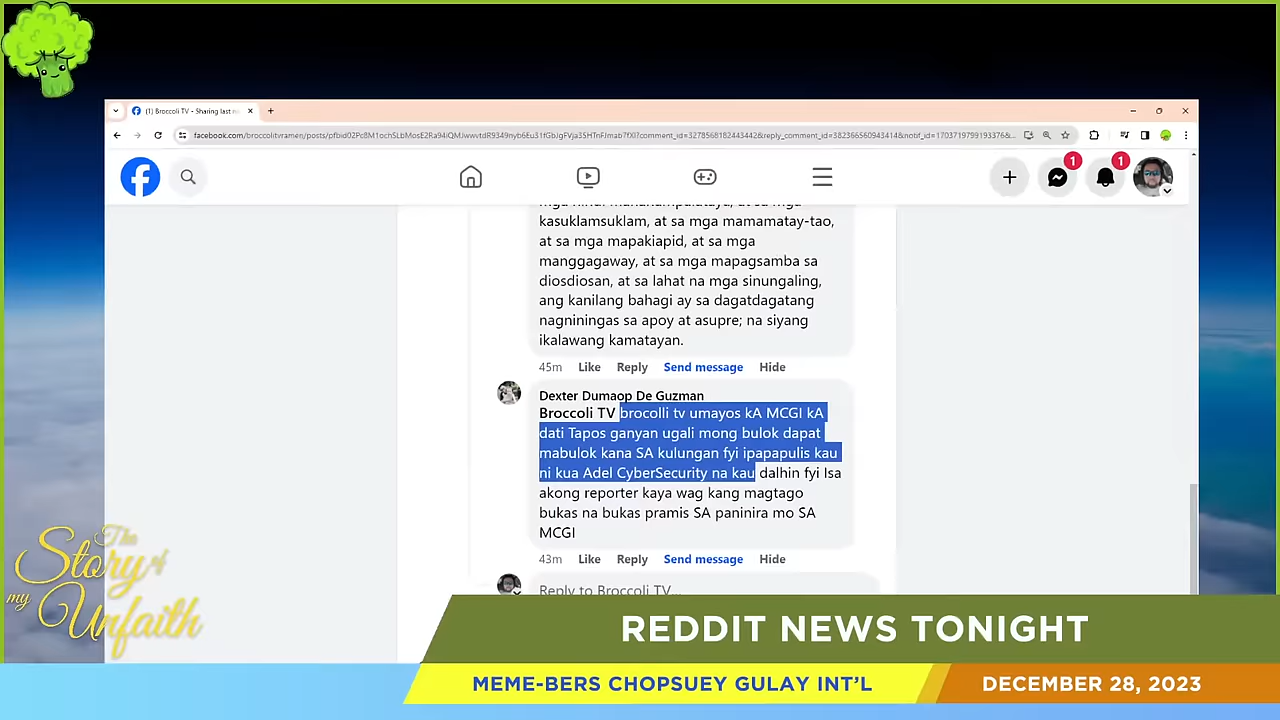 (1) Broccoli TV - Sharing last
kasuklamsuklam, at sa mga mamamatay-tao,
at sa mga mapakiapid, at sa mga
manggagaway, at sa mga mapagsamba sa
diosdiosan, at sa lahat na mga sinungaling,
ang kanilang bahagi ay sa dagatdagatang
nagniningas sa apoy at asupre; na siyang
ikalawang kamatayan.
45m Like Reply Send message Hide
Dexter Dumaop De Guzman
Broccoli TV brocolli tv umayos kA MCGI kA
dati Tapos ganyan ugali mong bulok dapat
mabulok kana SA kulungan fyi ipapapulis kau
ni kua Adel CyberSecurity na kau dalhin fyi Isa
akong reporter kaya wag kang magtago
bukas na bukas pramis SA paninira mo SA
MCGI
43m Like Reply Send message Hide
Reply to Broccoli TV...
1
1
The
Story of
my
Unfaith
REDDIT NEWS TONIGHT
MEME-BERS CHOPSUEY GULAY INT'L
DECEMBER 28, 2023